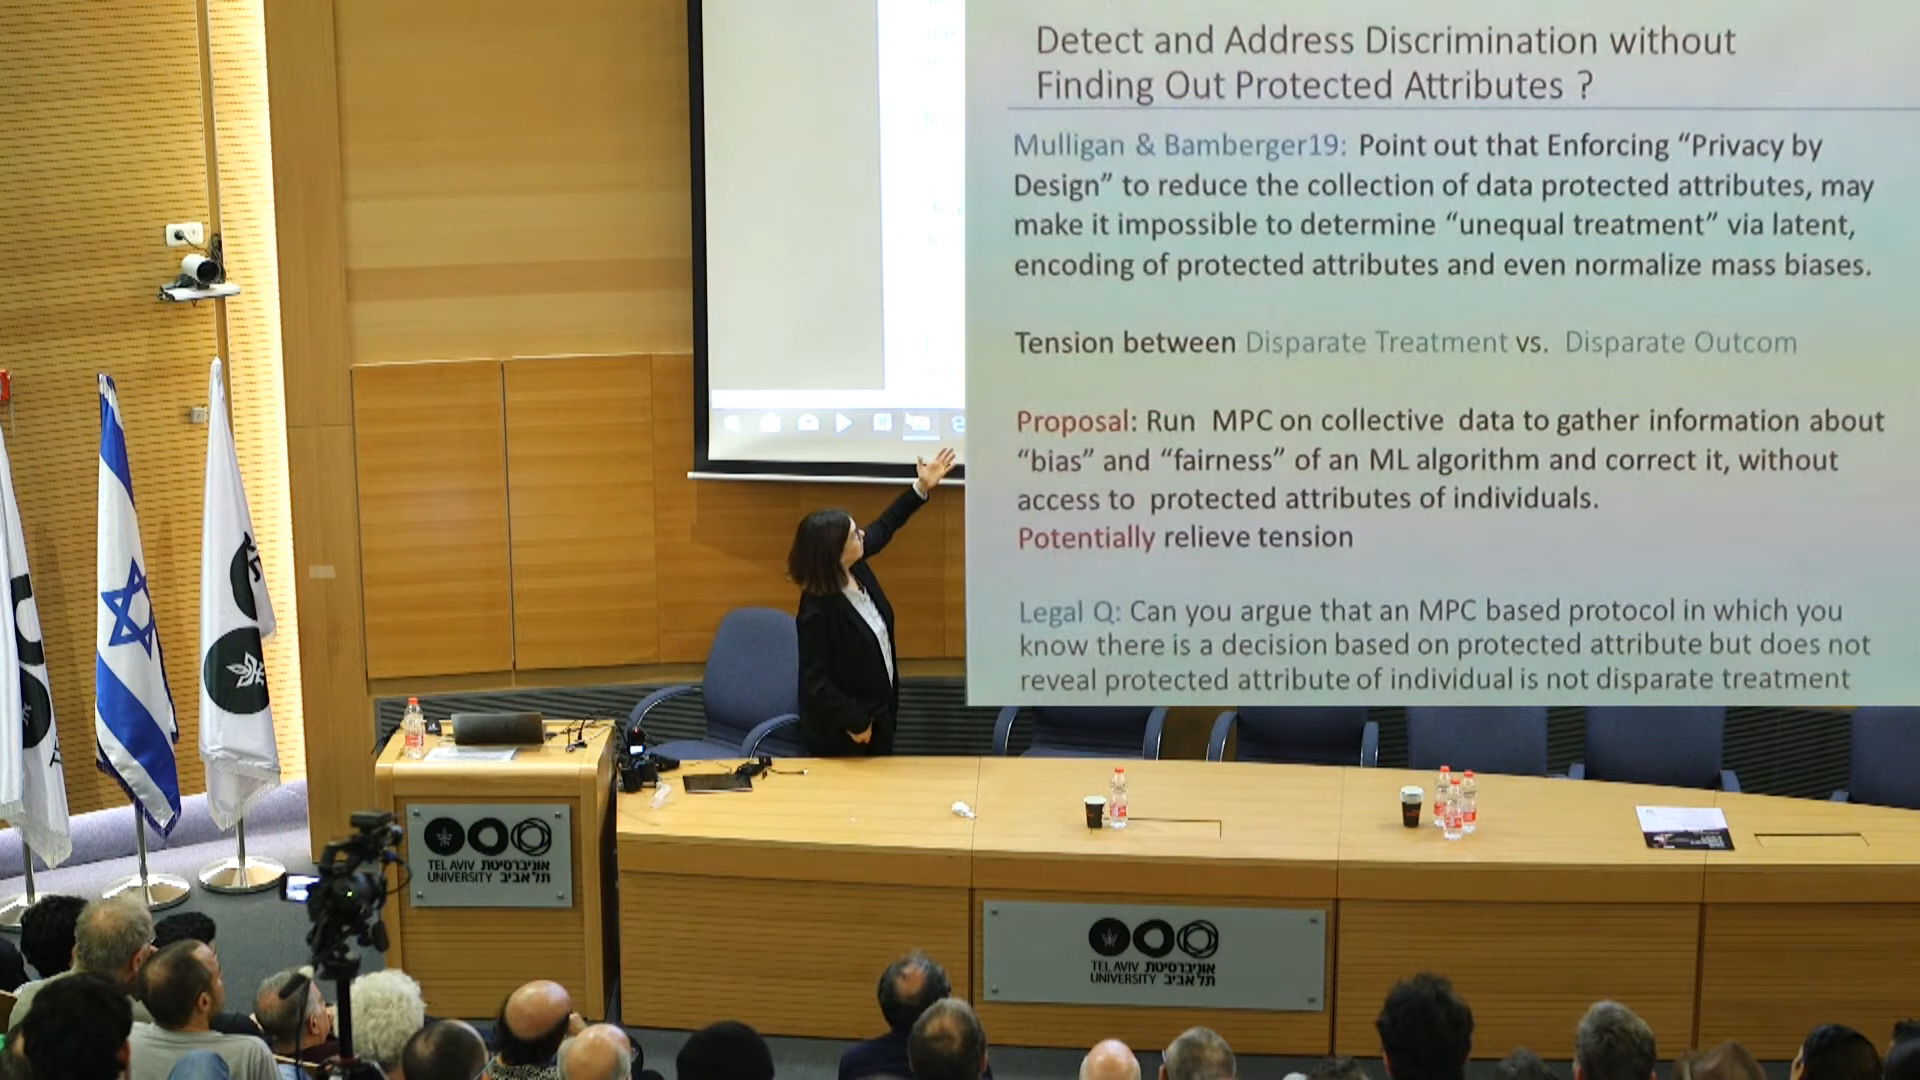 Detect and Address Discrimination without
Finding Out Protected Attributes ?
Mulligan & Bamberger19: Point out that Enforcing “Privacy by
Design” to reduce the collection of data protected attributes, may
make it impossible to determine “unequal treatment” via latent,
encoding of protected attributes and even normalize mass biases.
Tension between Disparate Treatment vs. Disparate Outcom
Proposal: Run MPC on collective data to gather information about
“bias” and “fairness” of an ML algorithm and correct it, without
access to protected attributes of individuals.
Potentially relieve tension
Legal Q: Can you argue that an MPC based protocol in which you
know there is a decision based on protected attribute but does not
reveal protected attribute of individual is not disparate treatment
TEL AVIV אוניברסיטת
UNIVERSITY תל אביב
TEL AVIV אוניברסיטת
UNIVERSITY תל אביב